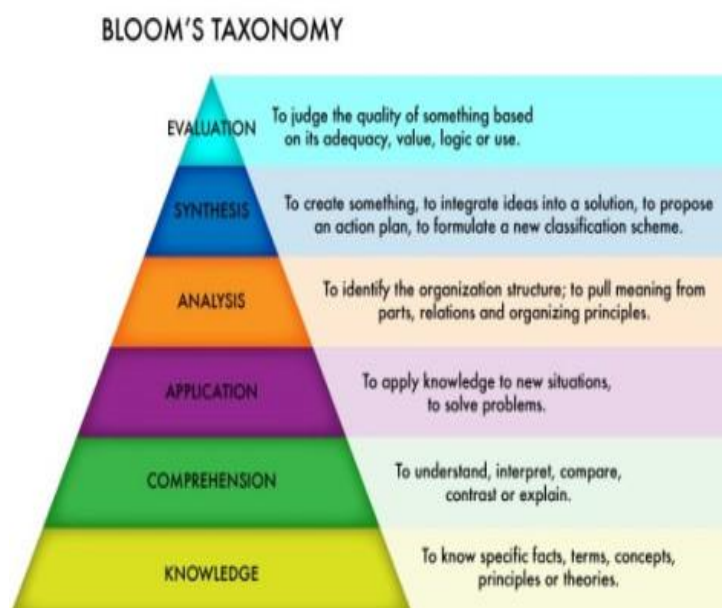 BLOOM'S TAXONOMY
EVALUATION
To judge the quality of something based
on its adequacy, value, logic or use.
SYNTHESIS
To create something, to integrate ideas into a solution, to propose
an action plan, to formulate a new classification scheme.
ANALYSIS
To identify the organization structure; to pull meaning from
parts, relations and organizing principles.
APPLICATION
To apply knowledge to new situations,
to solve problems.
COMPREHENSION
To understand, interpret, compare,
contrast or explain.
KNOWLEDGE
To know specific facts, terms, concepts,
principles or theories.